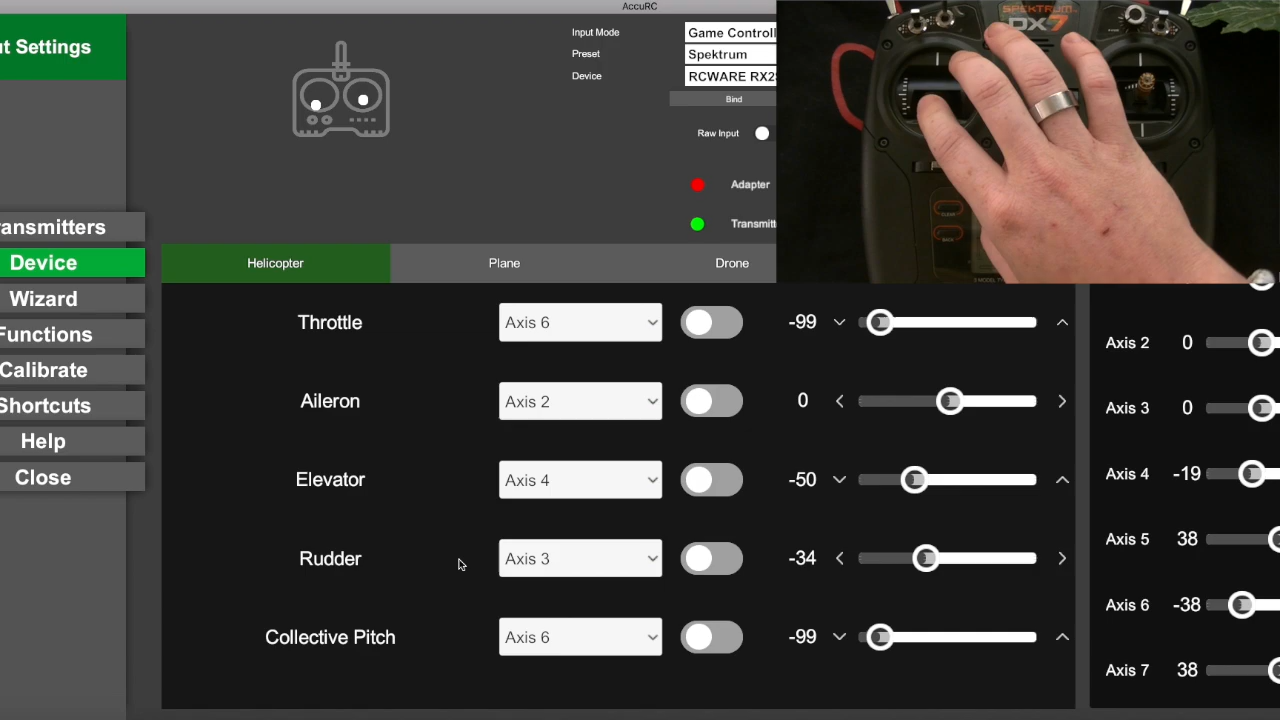 AccuRC
t Settings
Input Mode
Game Controll
Preset
Spektrum
Device
RCWARE RX2
Bind
Raw Input
Adapter
Transmitt
SPEKTRUM
DX7
CLEAR
BACK
ransmitters
Device
Wizard
Functions
Calibrate
Shortcuts
Help
Close
Helicopter
Plane
Drone
Throttle
Axis 6
-99
Aileron
Axis 2
0
Elevator
Axis 4
-50
Rudder
Axis 3
-34
Collective Pitch
Axis 6
-99
Axis 2
0
Axis 3
0
Axis 4
-19
Axis 5
38
Axis 6
-38
Axis 7
38